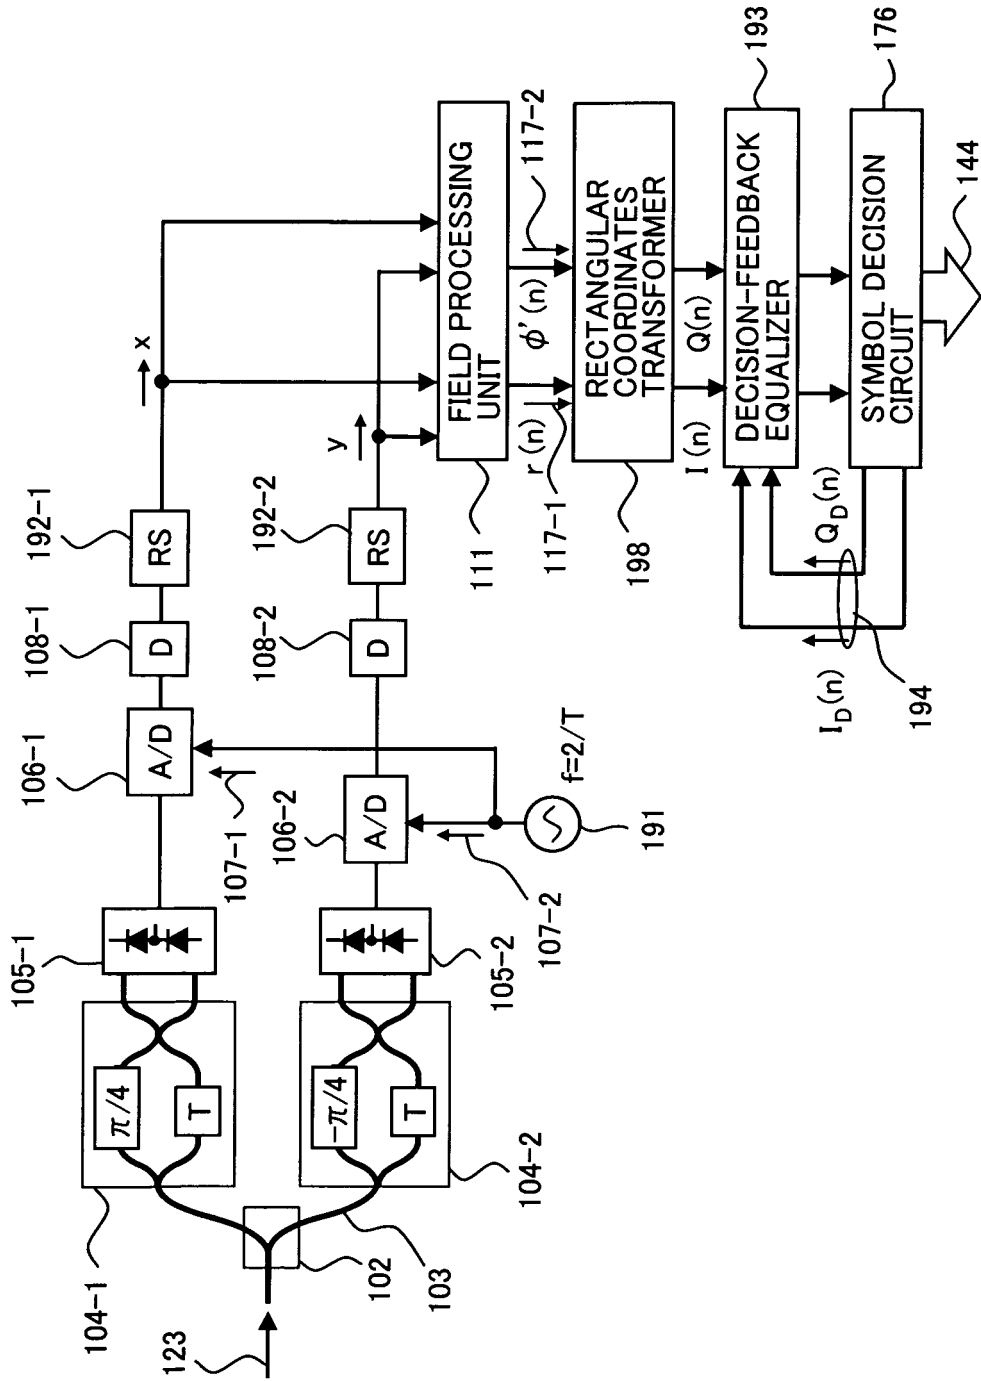 123
102
103
104-1
π/4
T
104-2
-π/4
T
105-1
105-2
106-1
A/D
106-2
A/D
107-1
107-2
f=2/T
191
108-1
D
108-2
D
192-1
RS
192-2
RS
x
y
FIELD PROCESSING
UNIT
111
r(n)
117-1
φ'(n)
117-2
RECTANGULAR
COORDINATES
TRANSFORMER
198
I(n)
Q(n)
DECISION-FEEDBACK
EQUALIZER
193
I_D(n)
Q_D(n)
194
SYMBOL DECISION
CIRCUIT
176
144